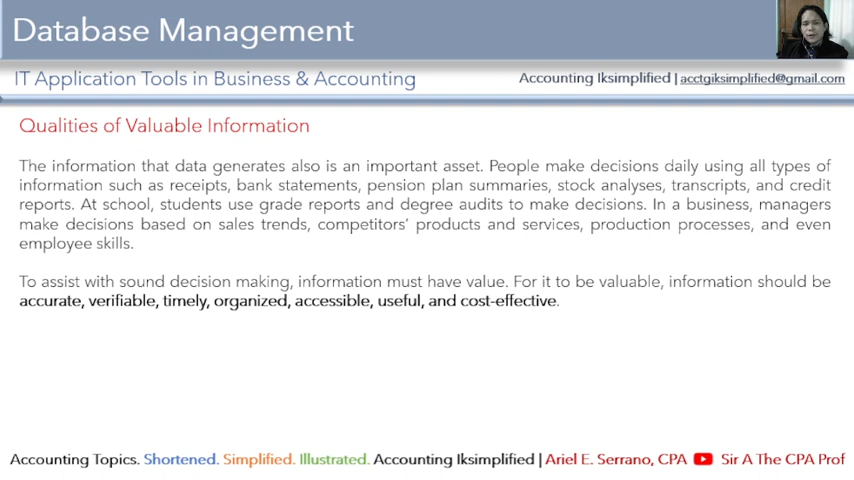 Database Management
IT Application Tools in Business & Accounting
Accounting Iksimplified | acctgiksimplified@gmail.com
Qualities of Valuable Information
The information that data generates also is an important asset. People make decisions daily using all types of
information such as receipts, bank statements, pension plan summaries, stock analyses, transcripts, and credit
reports. At school, students use grade reports and degree audits to make decisions. In a business, managers
make decisions based on sales trends, competitors' products and services, production processes, and even
employee skills.
To assist with sound decision making, information must have value. For it to be valuable, information should be
accurate, verifiable, timely, organized, accessible, useful, and cost-effective.
Accounting Topics. Shortened. Simplified. Illustrated. Accounting Iksimplified | Ariel E. Serrano, CPA Sir A The CPA Prof